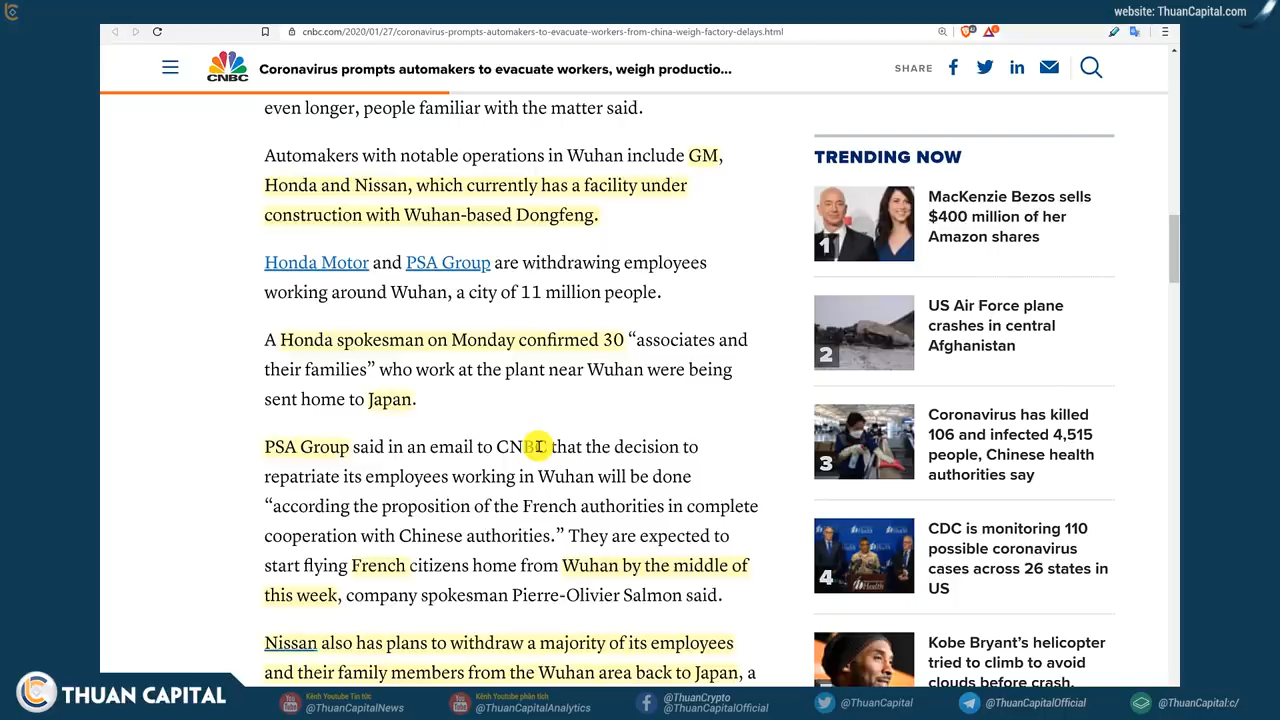 website: ThuanCapital.com
cnbc.com/2020/01/27/coronavirus-prompts-automakers-to-evacuate-workers-from-china-weigh-factory-delays.html
CNBC
Coronavirus prompts automakers to evacuate workers, weigh productio...
SHARE
even longer, people familiar with the matter said.
Automakers with notable operations in Wuhan include GM,
Honda and Nissan, which currently has a facility under
construction with Wuhan-based Dongfeng.
Honda Motor and PSA Group are withdrawing employees
working around Wuhan, a city of 11 million people.
A Honda spokesman on Monday confirmed 30 “associates and
their families” who work at the plant near Wuhan were being
sent home to Japan.
PSA Group said in an email to CNBC that the decision to
repatriate its employees working in Wuhan will be done
“according the proposition of the French authorities in complete
cooperation with Chinese authorities.” They are expected to
start flying French citizens home from Wuhan by the middle of
this week, company spokesman Pierre-Olivier Salmon said.
Nissan also has plans to withdraw a majority of its employees
and their family members from the Wuhan area back to Japan, a
TRENDING NOW
1
MacKenzie Bezos sells
$400 million of her
Amazon shares
2
US Air Force plane
crashes in central
Afghanistan
3
Coronavirus has killed
106 and infected 4,515
people, Chinese health
authorities say
4
CDC is monitoring 110
possible coronavirus
cases across 26 states in
US
Kobe Bryant’s helicopter
tried to climb to avoid
clouds before crash,
THUAN CAPITAL
Kênh Youtube Tin tức
@ThuanCapitalNews
Kênh Youtube phân tích
@ThuanCapitalAnalytics
@ThuanCrypto
@ThuanCapitalOfficial
@ThuanCapital
@ThuanCapitalOfficial
@ThuanCapital:c/